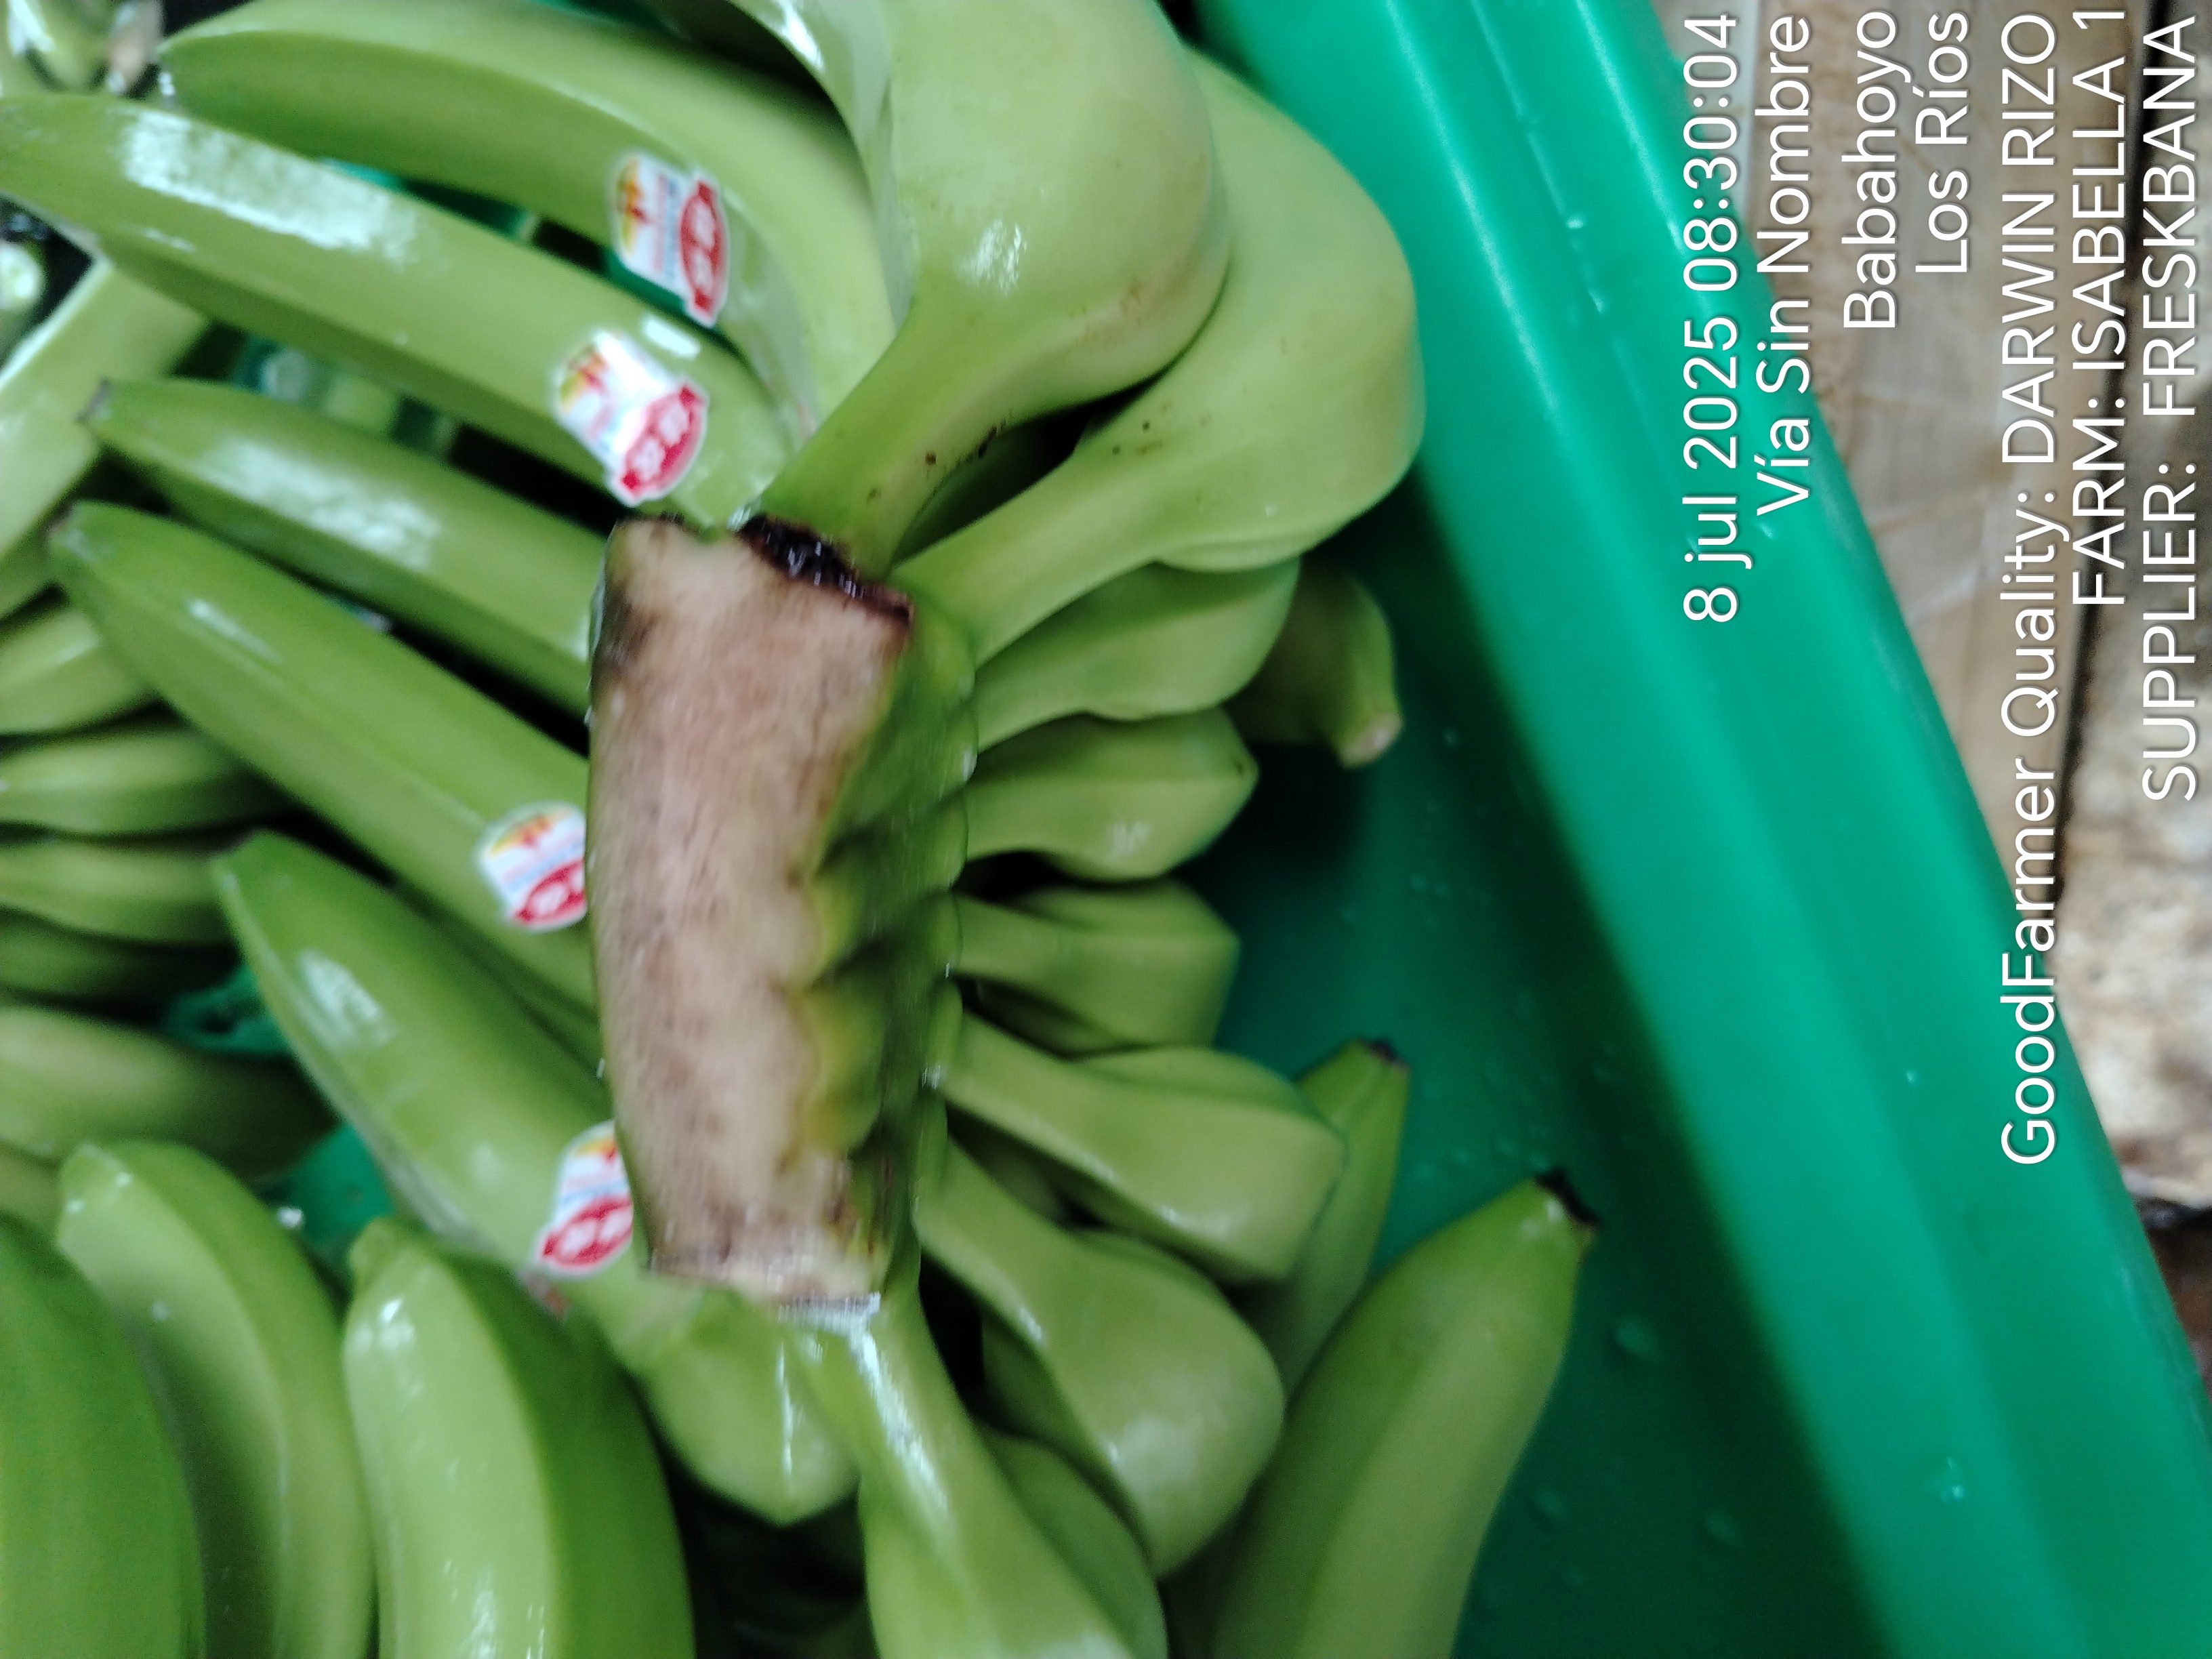 8 jul 2025 08:30:04
Vía Sin Nombre
Babahoyo
Los Ríos
GoodFarmer Quality: DARWIN RIZO
FARM: ISABELLA 1
SUPPLIER: FRESKBANA